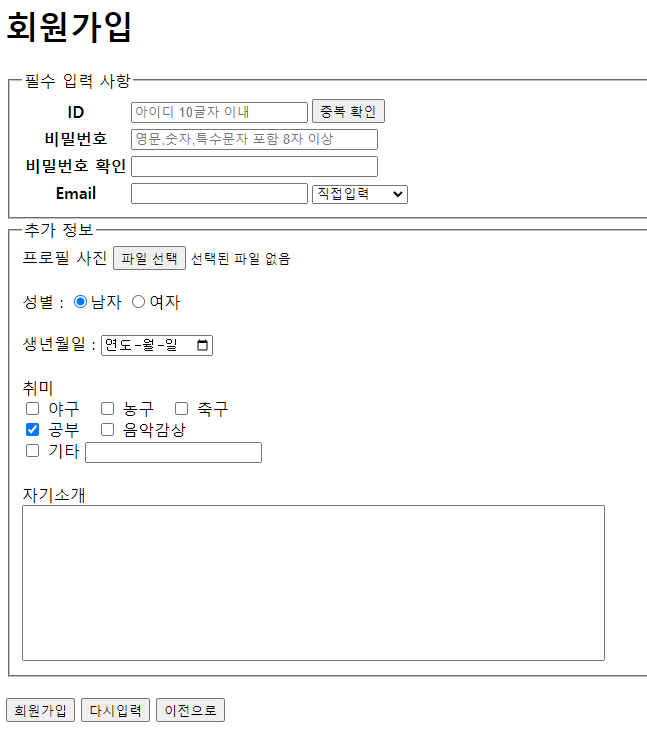 회원가입
필수 입력 사항
ID 아이디 10글자 이내 중복 확인
비밀번호 영문,숫자,특수문자 포함 8자 이상
비밀번호 확인
Email 직접입력
추가 정보
프로필 사진 파일 선택 선택된 파일 없음
성별 : 남자 여자
생년월일 : 연도-월-일
취미
야구 농구 축구
공부 음악감상
기타
자기소개
회원가입 다시입력 이전으로